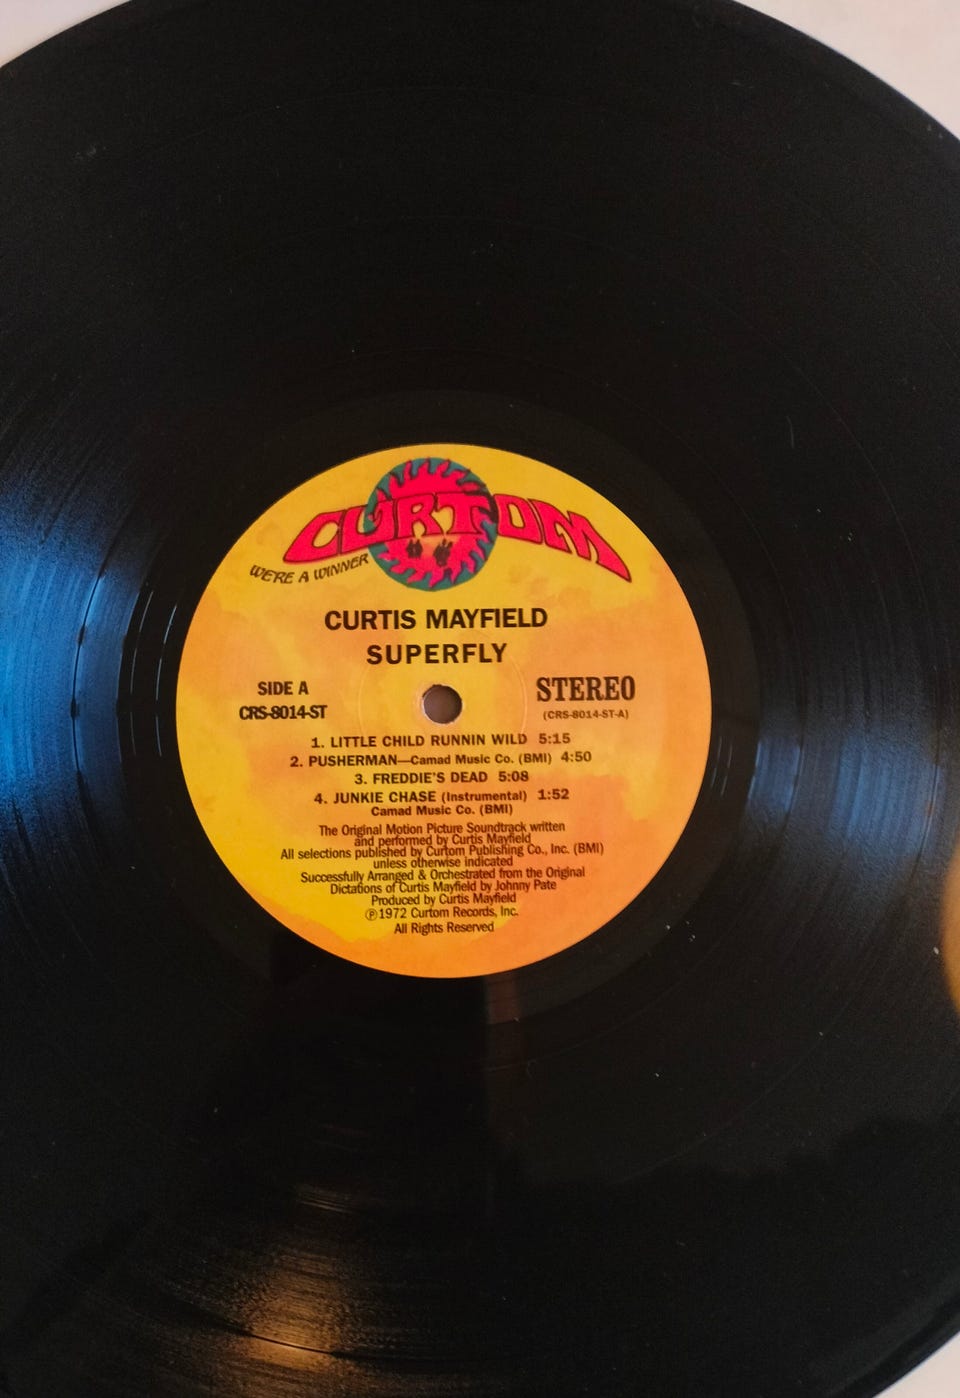 CURTOM
WE'RE A WINNER
CURTIS MAYFIELD
SUPERFLY
SIDE A
CRS-8014-ST
STEREO
(CRS-8014-ST-A)
1. LITTLE CHILD RUNNIN WILD 5:15
2. PUSHERMAN—Camad Music Co. (BMI) 4:50
3. FREDDIE'S DEAD 5:08
4. JUNKIE CHASE (Instrumental) 1:52
Camad Music Co. (BMI)
The Original Motion Picture Soundtrack written
and performed by Curtis Mayfield
All selections published by Curtom Publishing Co., Inc. (BMI)
unless otherwise indicated
Successfully Arranged & Orchestrated from the Original
Dictations of Curtis Mayfield by Johnny Pate
Produced by Curtis Mayfield
℗1972 Curtom Records, Inc.
All Rights Reserved